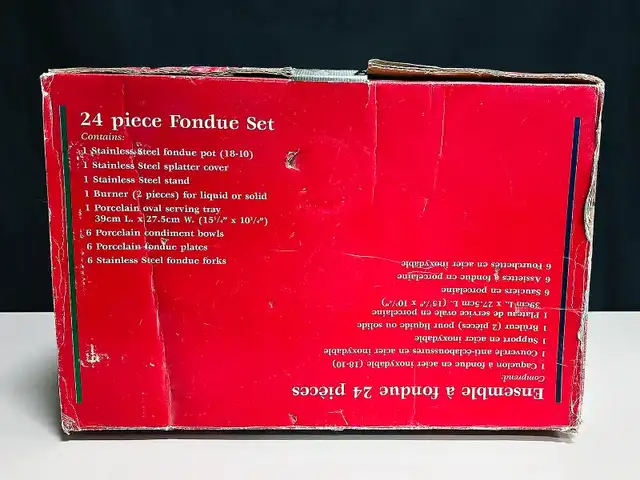 24 piece Fondue Set
Contains:
1 Stainless Steel fondue pot (18-10)
1 Stainless Steel splatter cover
1 Stainless Steel stand
1 Burner (2 pieces) for liquid or solid
1 Porcelain oval serving tray
39cm L. x 27.5cm W. (15¼" x 10¾")
6 Porcelain condiment bowls
6 Porcelain fondue plates
6 Stainless Steel fondue forks
Ensemble à fondue 24 pièces
Comprend:
1 Caquelon à fondue en acier inoxydable (18-10)
1 Couvercle anti-éclaboussures en acier inoxydable
1 Support en acier inoxydable
1 Brûleur (2 pièces) pour liquide ou solide
1 Plateau de service en ovale en porcelaine
39cm L. x 27.5cm L. (15¼" x 10¾")
6 Sauciers en porcelaine
6 Assiettes à fondue en porcelaine
6 Fourchettes en acier inoxydable